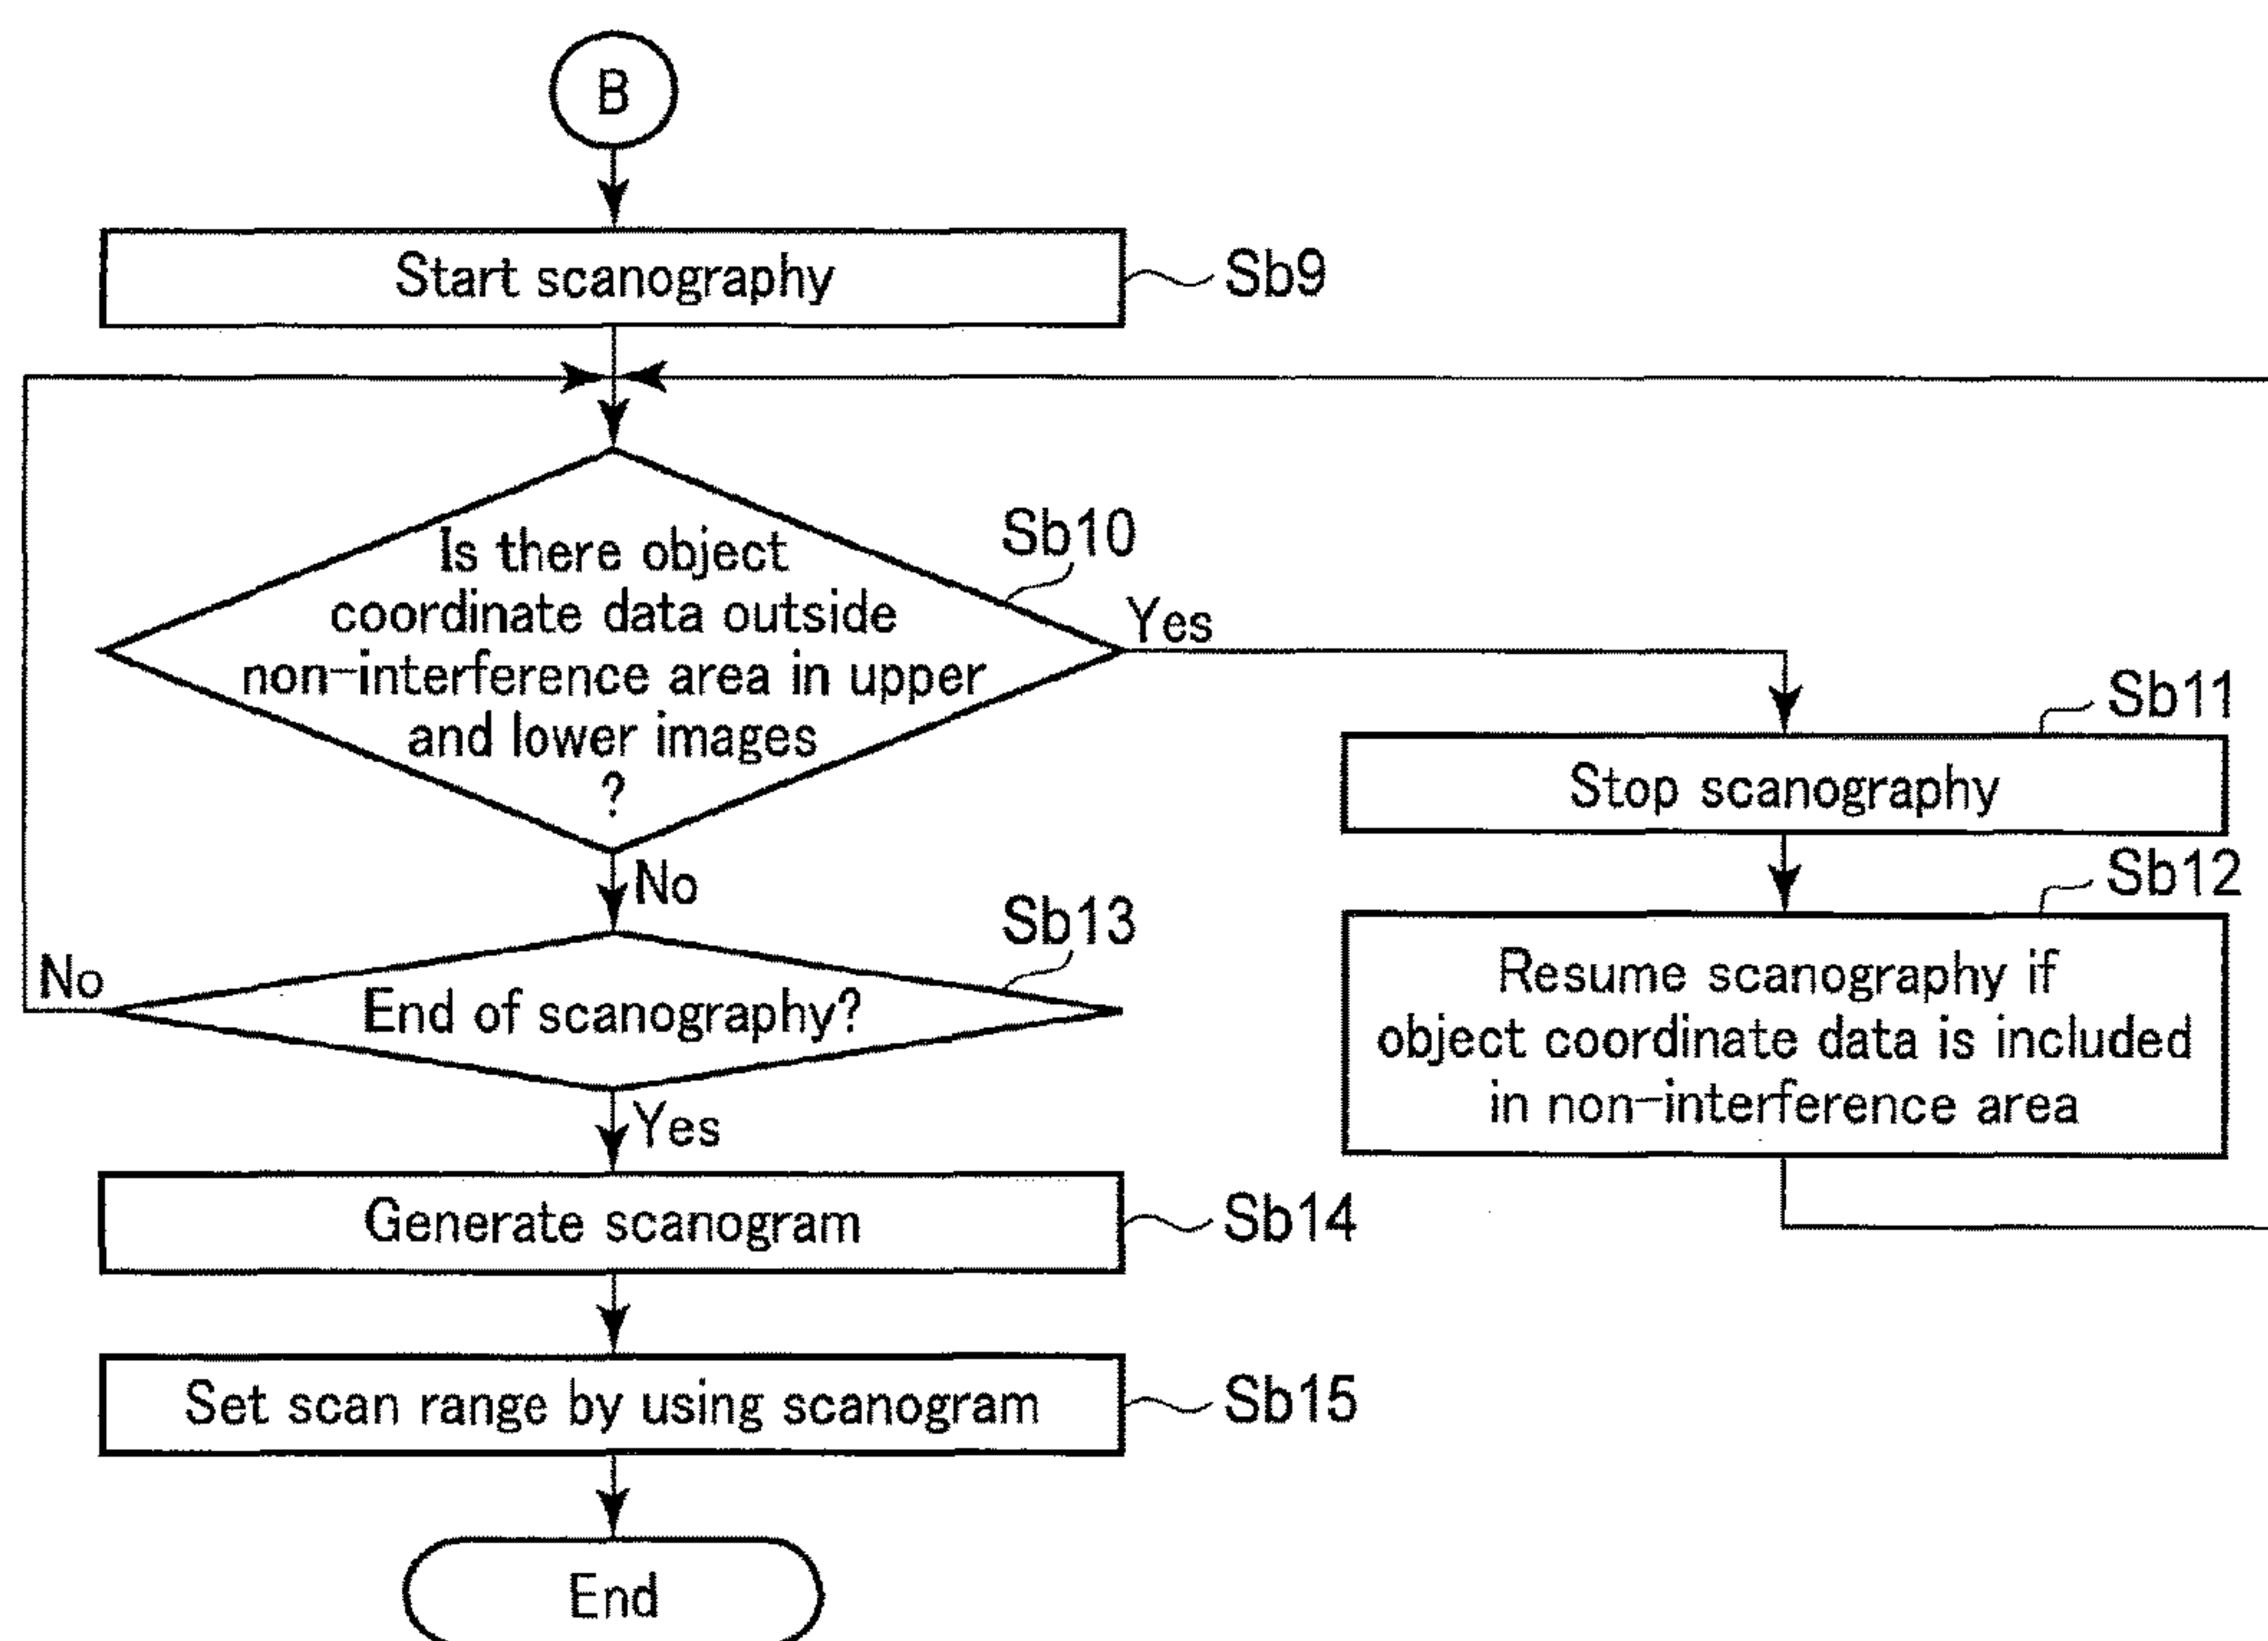 B
Start scanography
Sb9
Is there object
coordinate data outside
non-interference area in upper
and lower images
?
Sb10
Yes
No
Sb11
Stop scanography
Sb12
Resume scanography if
object coordinate data is included
in non-interference area
Sb13
End of scanography?
No
Yes
Generate scanogram
Sb14
Set scan range by using scanogram
Sb15
End